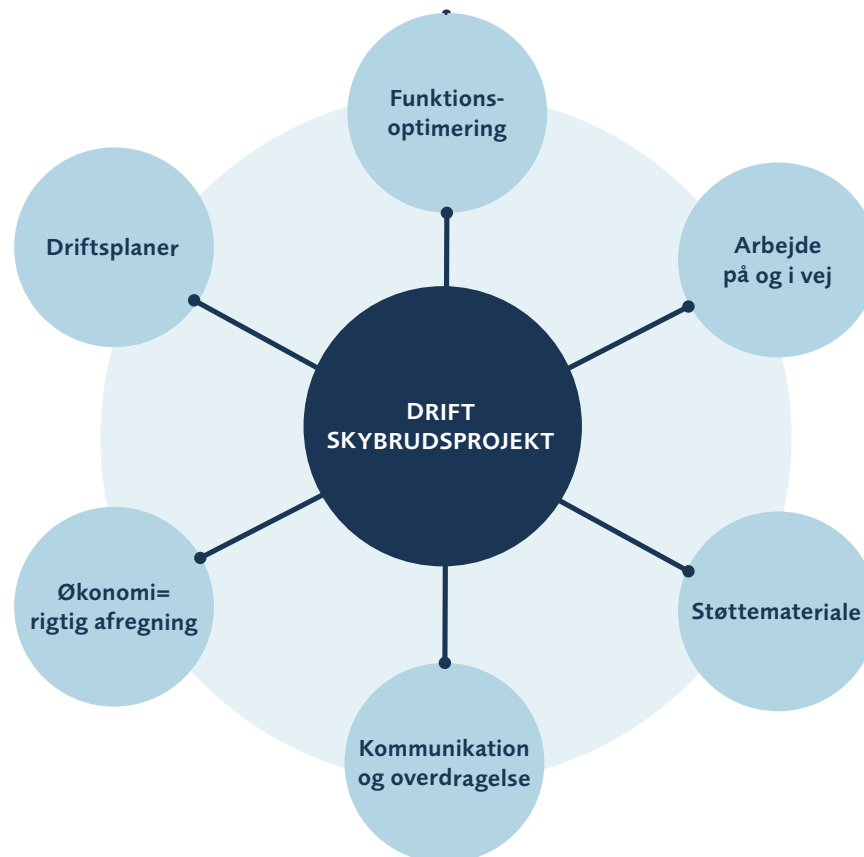 Funktions-
optimering
Arbejde
på og i vej
Driftsplaner
DRIFT
SKYBRUDSPROJEKT
Økonomi=
rigtig afregning
Støttemateriale
Kommunikation
og overdragelse